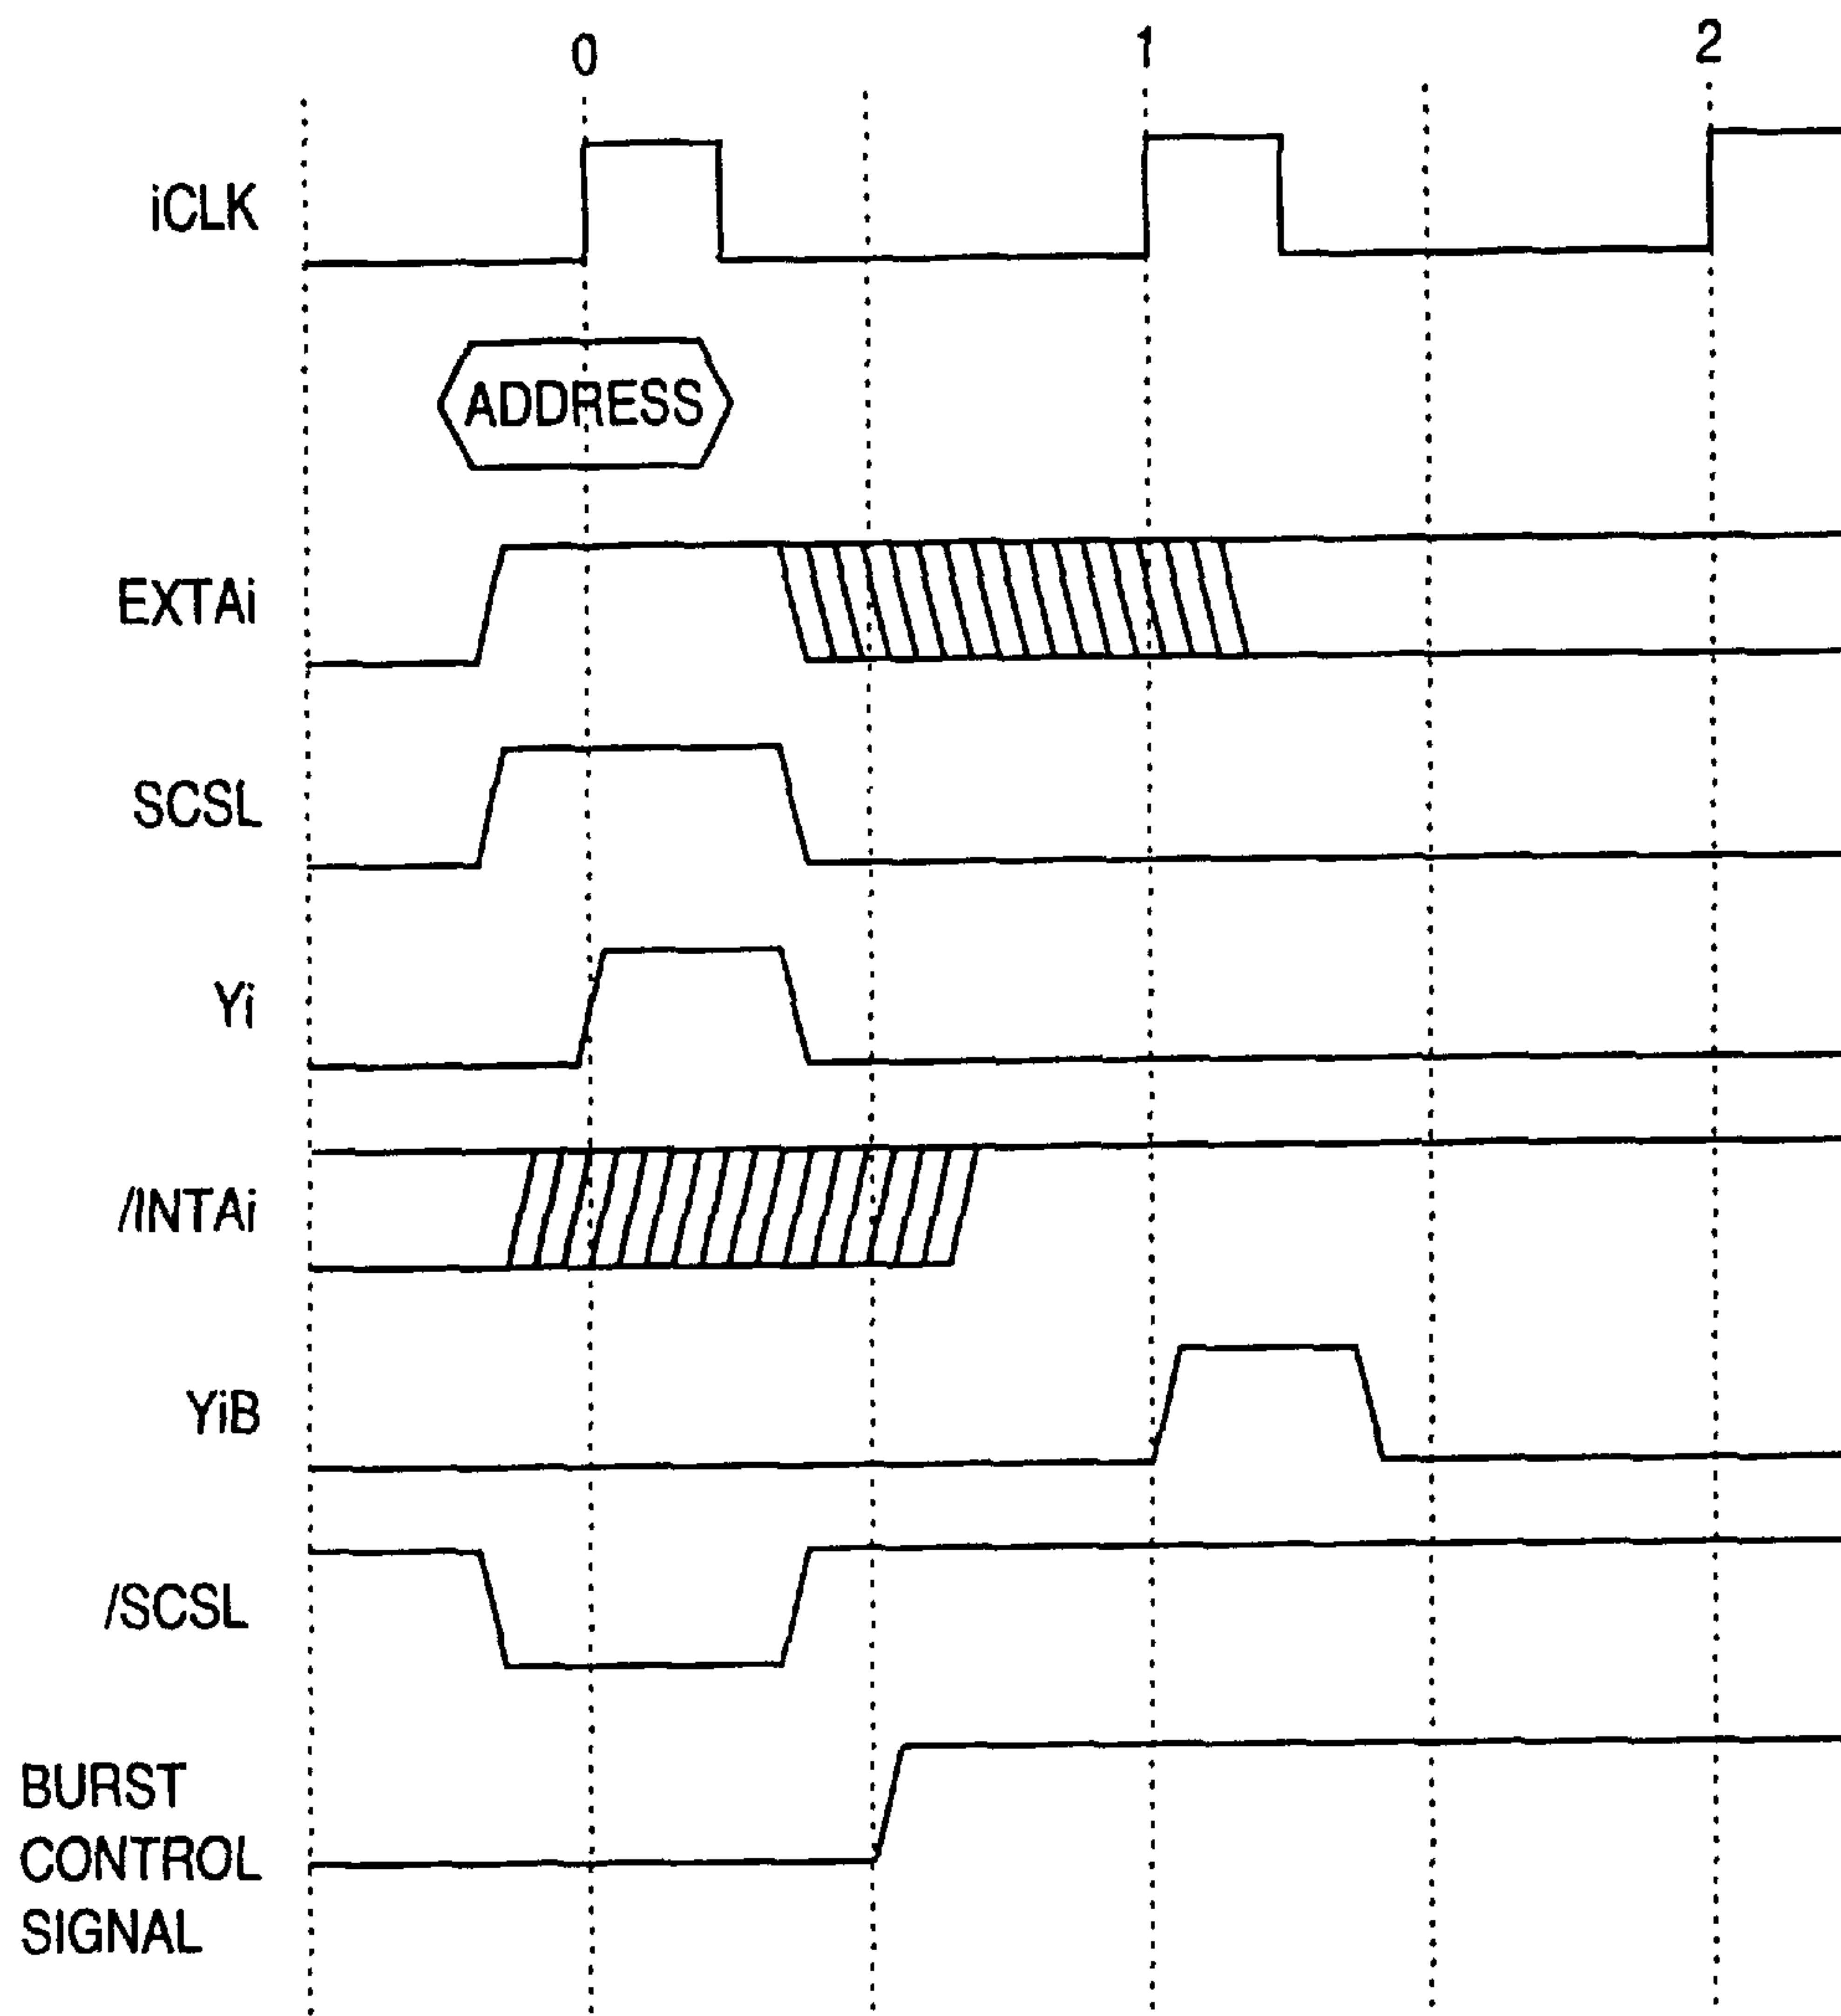 0 1 2
iCLK
ADDRESS
EXTAi
SCSL
Yi
/INTAi
YiB
/SCSL
BURST
CONTROL
SIGNAL